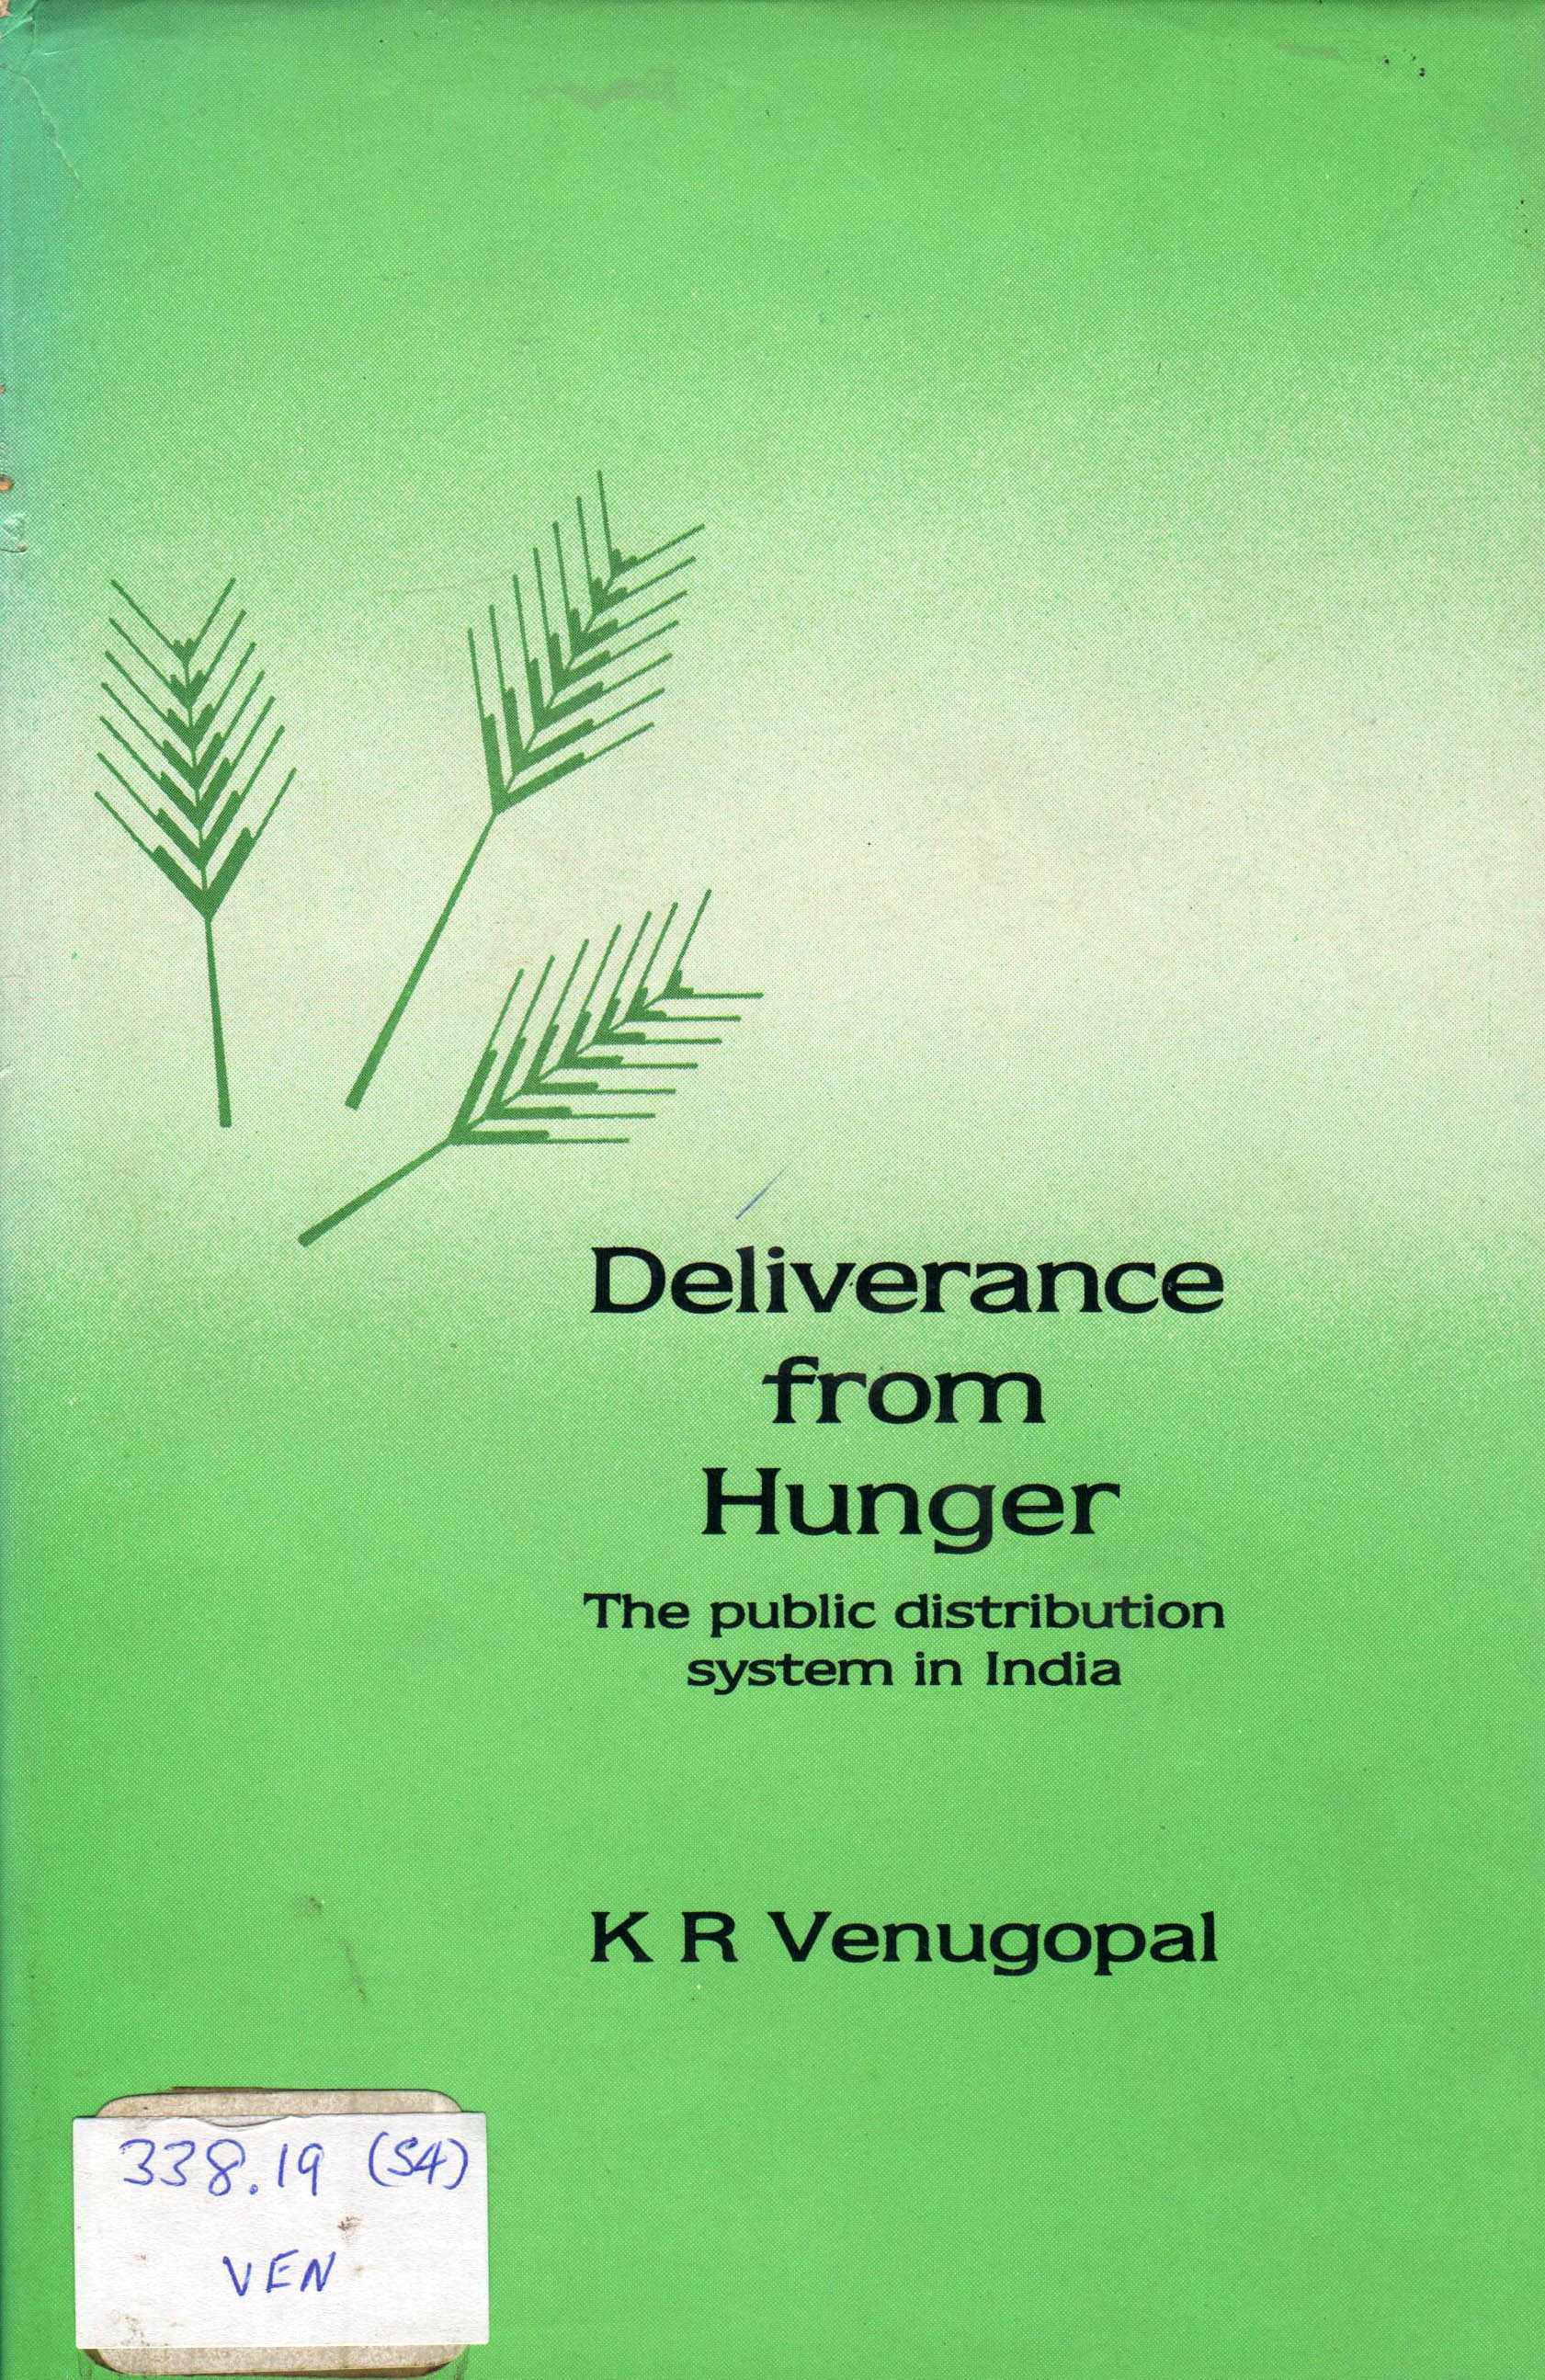 Deliverance
from
Hunger
The public distribution
system in India
K R Venugopal
338.19 (S4)
VEN